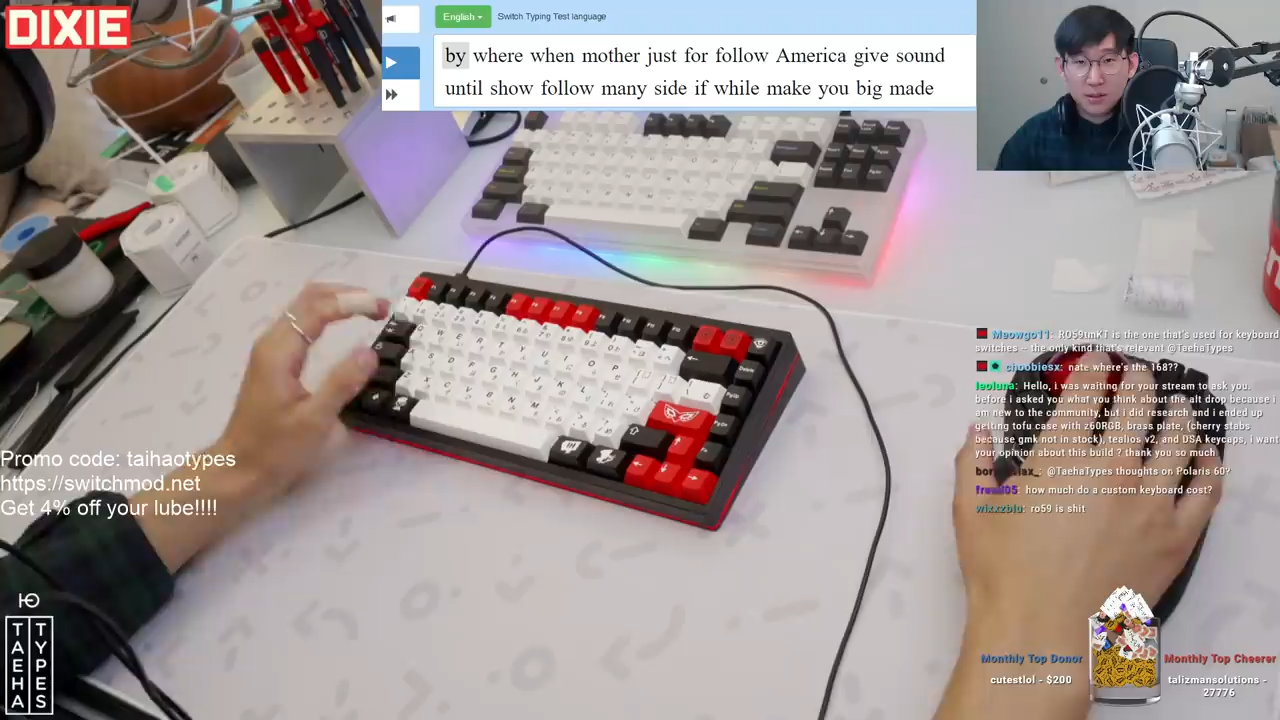 DIXIE
English
Switch Typing Test language
by where when mother just for follow America give sound
until show follow many side if while make you big made
Meowgo11: RO59tmKT is the one that's used for keyboard
switches -- the only kind that's relevant @TaehaTypes
choobiesx: nate where's the 168??
leoluna: Hello, i was waiting for your stream to ask you.
before i asked you what you think about the alt drop because i
am new to the community, but i did research and i ended up
getting tofu case with z60RGB, brass plate, (cherry stabs
because gmk not in stock), tealios v2, and DSA keycaps, i want
your opinion about this build ? thank you so much
@TaehaTypes thoughts on Polaris 60?
how much do a custom keyboard cost?
wixxzblu: ro59 is shit
Promo code: taihaotypes
https://switchmod.net
Get 4% off your lube!!!!
TAEHA
TYPES
Monthly Top Donor
cutestlol - $200
Monthly Top Cheerer
talizmansolutions -
27776